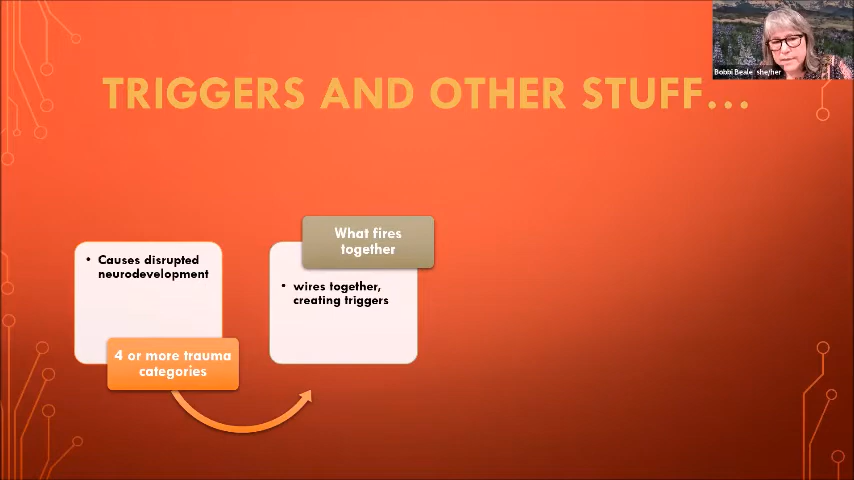 Bobbi Beale she/her
TRIGGERS AND OTHER STUFF...
• Causes disrupted
neurodevelopment
4 or more trauma
categories
What fires
together
• wires together,
creating triggers